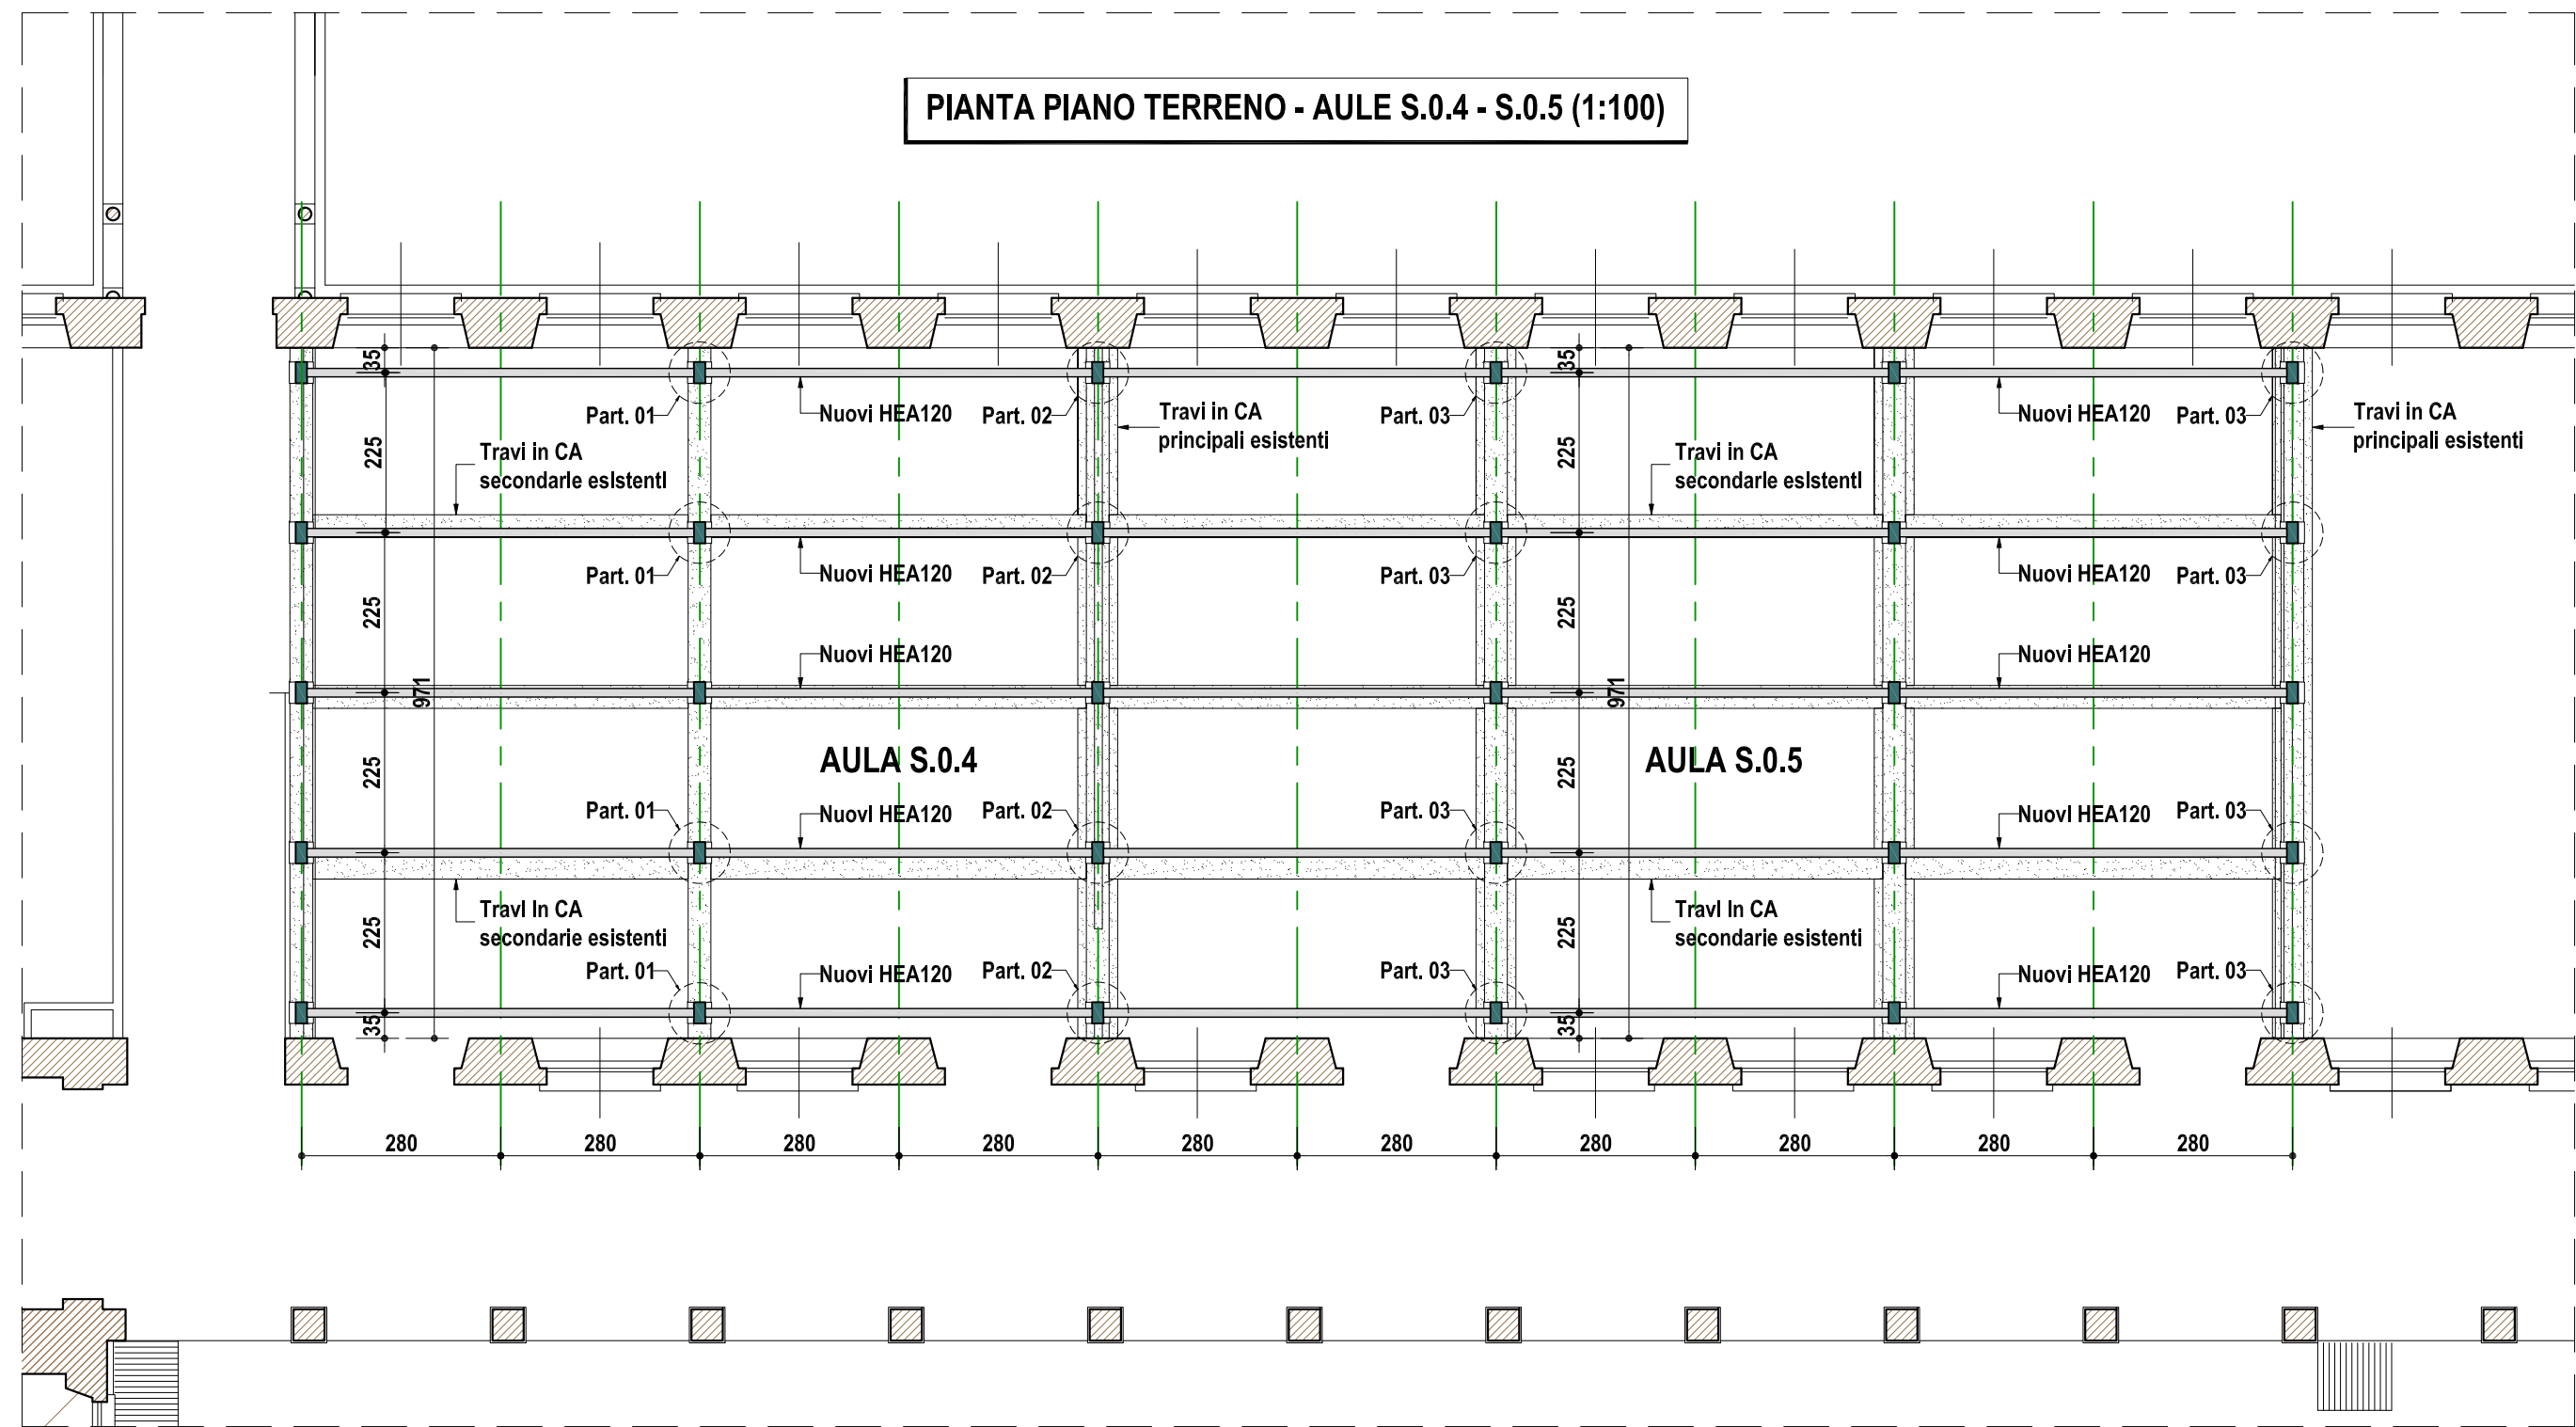 PIANTA PIANO TERRENO - AULE S.0.4 - S.0.5 (1:100)
35
35
Part. 01
Nuovi HEA120
Part. 02
Travi in CA
principali esistenti
Part. 03
Nuovi HEA120
Part. 03
Travi in CA
principali esistenti
225
Travi in CA
secondarie esistenti
225
Travi in CA
secondarie esistenti
Part. 01
Nuovi HEA120
Part. 02
Part. 03
Nuovi HEA120
Part. 03
225
225
Nuovi HEA120
Nuovi HEA120
971
971
225
AULA S.0.4
225
AULA S.0.5
Part. 01
Nuovi HEA120
Part. 02
Part. 03
Nuovi HEA120
Part. 03
225
Travi in CA
secondarie esistenti
225
Travi in CA
secondarie esistenti
Part. 01
Nuovi HEA120
Part. 02
Part. 03
Nuovi HEA120
Part. 03
35
35
280 280 280 280 280 280 280 280 280 280